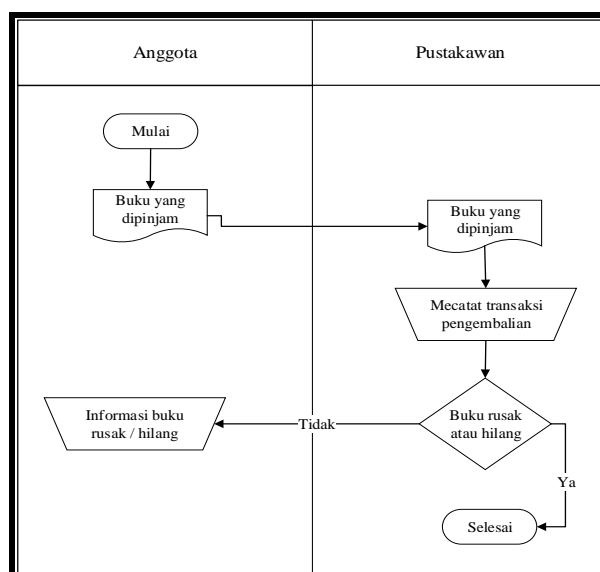 Anggota
Pustakawan
Mulai
Buku yang
dipinjam
Buku yang
dipinjam
Mecatat transaksi
pengembalian
Buku rusak
atau hilang
Tidak
Informasi buku
rusak / hilang
Ya
Selesai